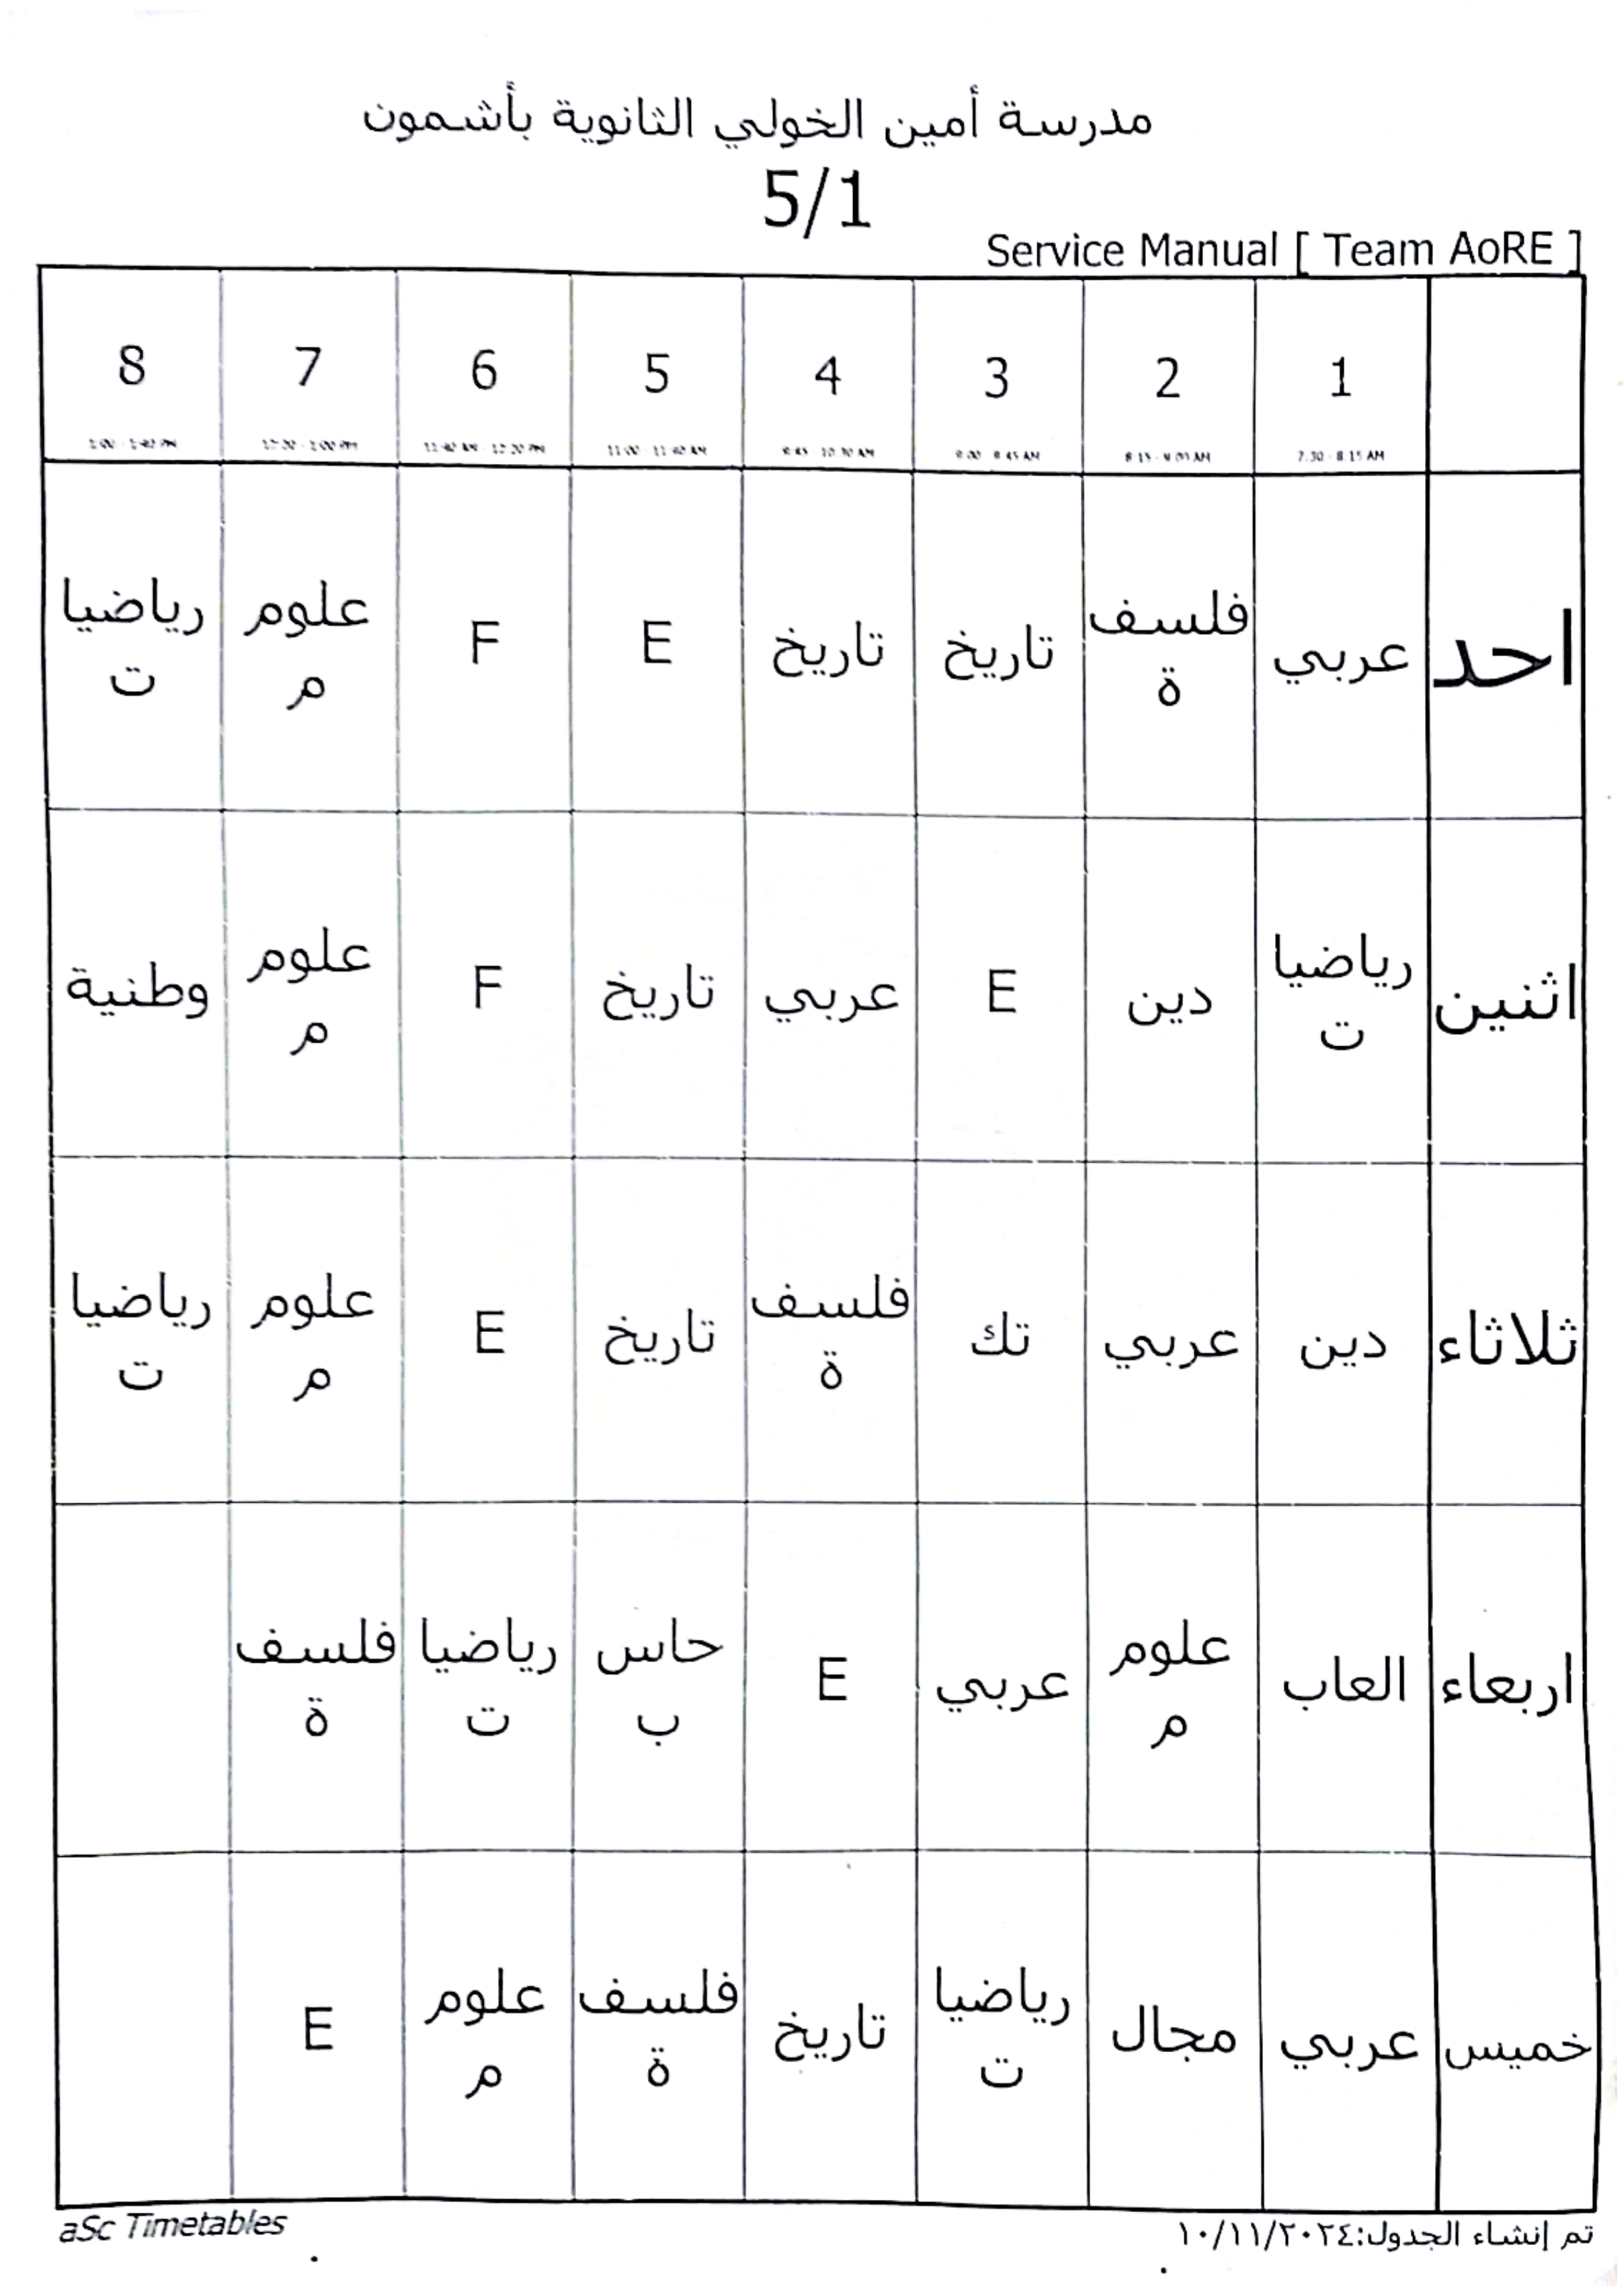 مدرسة أمين الخولي الثانوية بأشمون
5/1
Service Manual [ Team AoRE ]
1 2 3 4 5 6 7 8
7:30 - 8:15 AM 8:15 - 9:00 AM 9:00 - 9:45 AM 9:45 - 10:30 AM 11:00 - 11:40 AM 11:40 AM - 12:20 PM 12:20 - 1:00 PM 1:00 - 1:40 PM
احد عربي فلسفة تاريخ تاريخ E F علوم م رياضيات
اثنين رياضيات دين E عربي تاريخ F علوم م وطنية
ثلاثاء دين عربي تك فلسفة تاريخ E علوم م رياضيات
اربعاء العاب علوم م عربي E حاسب رياضيات فلسفة
خميس عربي مجال رياضيات تاريخ فلسفة علوم م E
تم إنشاء الجدول:١٠/١١/٢٠٢٤
aSc Timetables